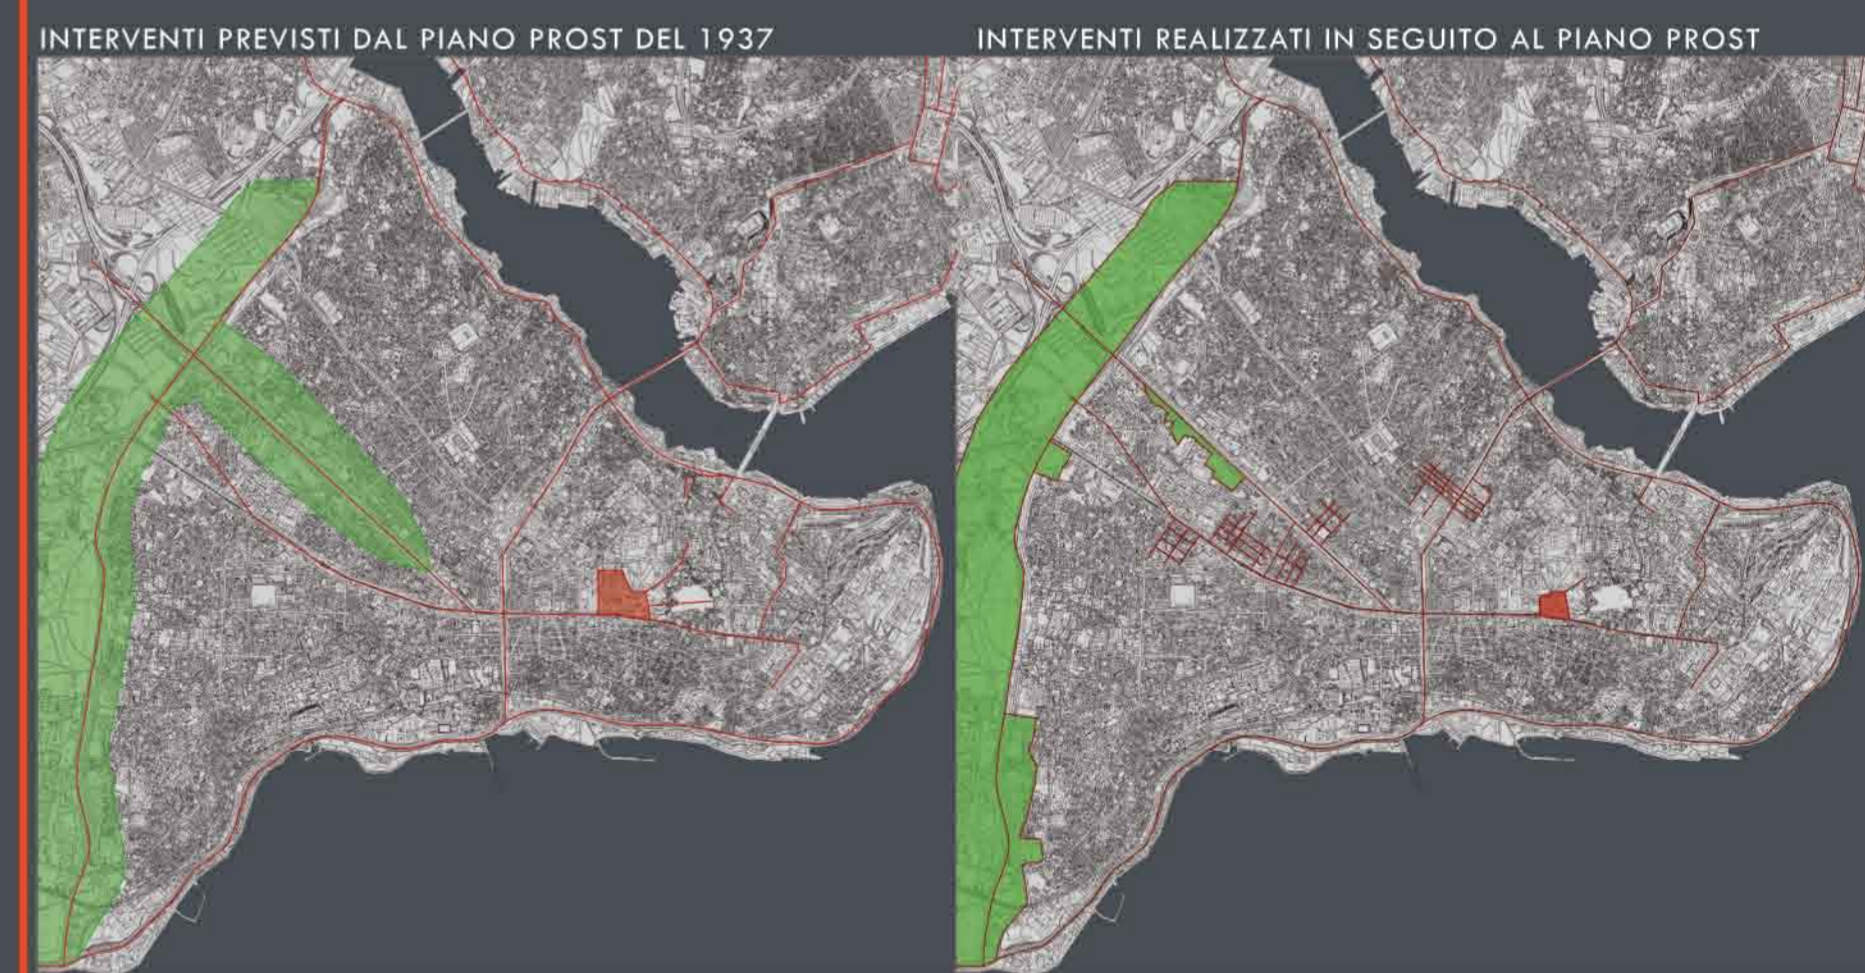 INTERVENTI PREVISTI DAL PIANO PROST DEL 1937
INTERVENTI REALIZZATI IN SEGUITO AL PIANO PROST